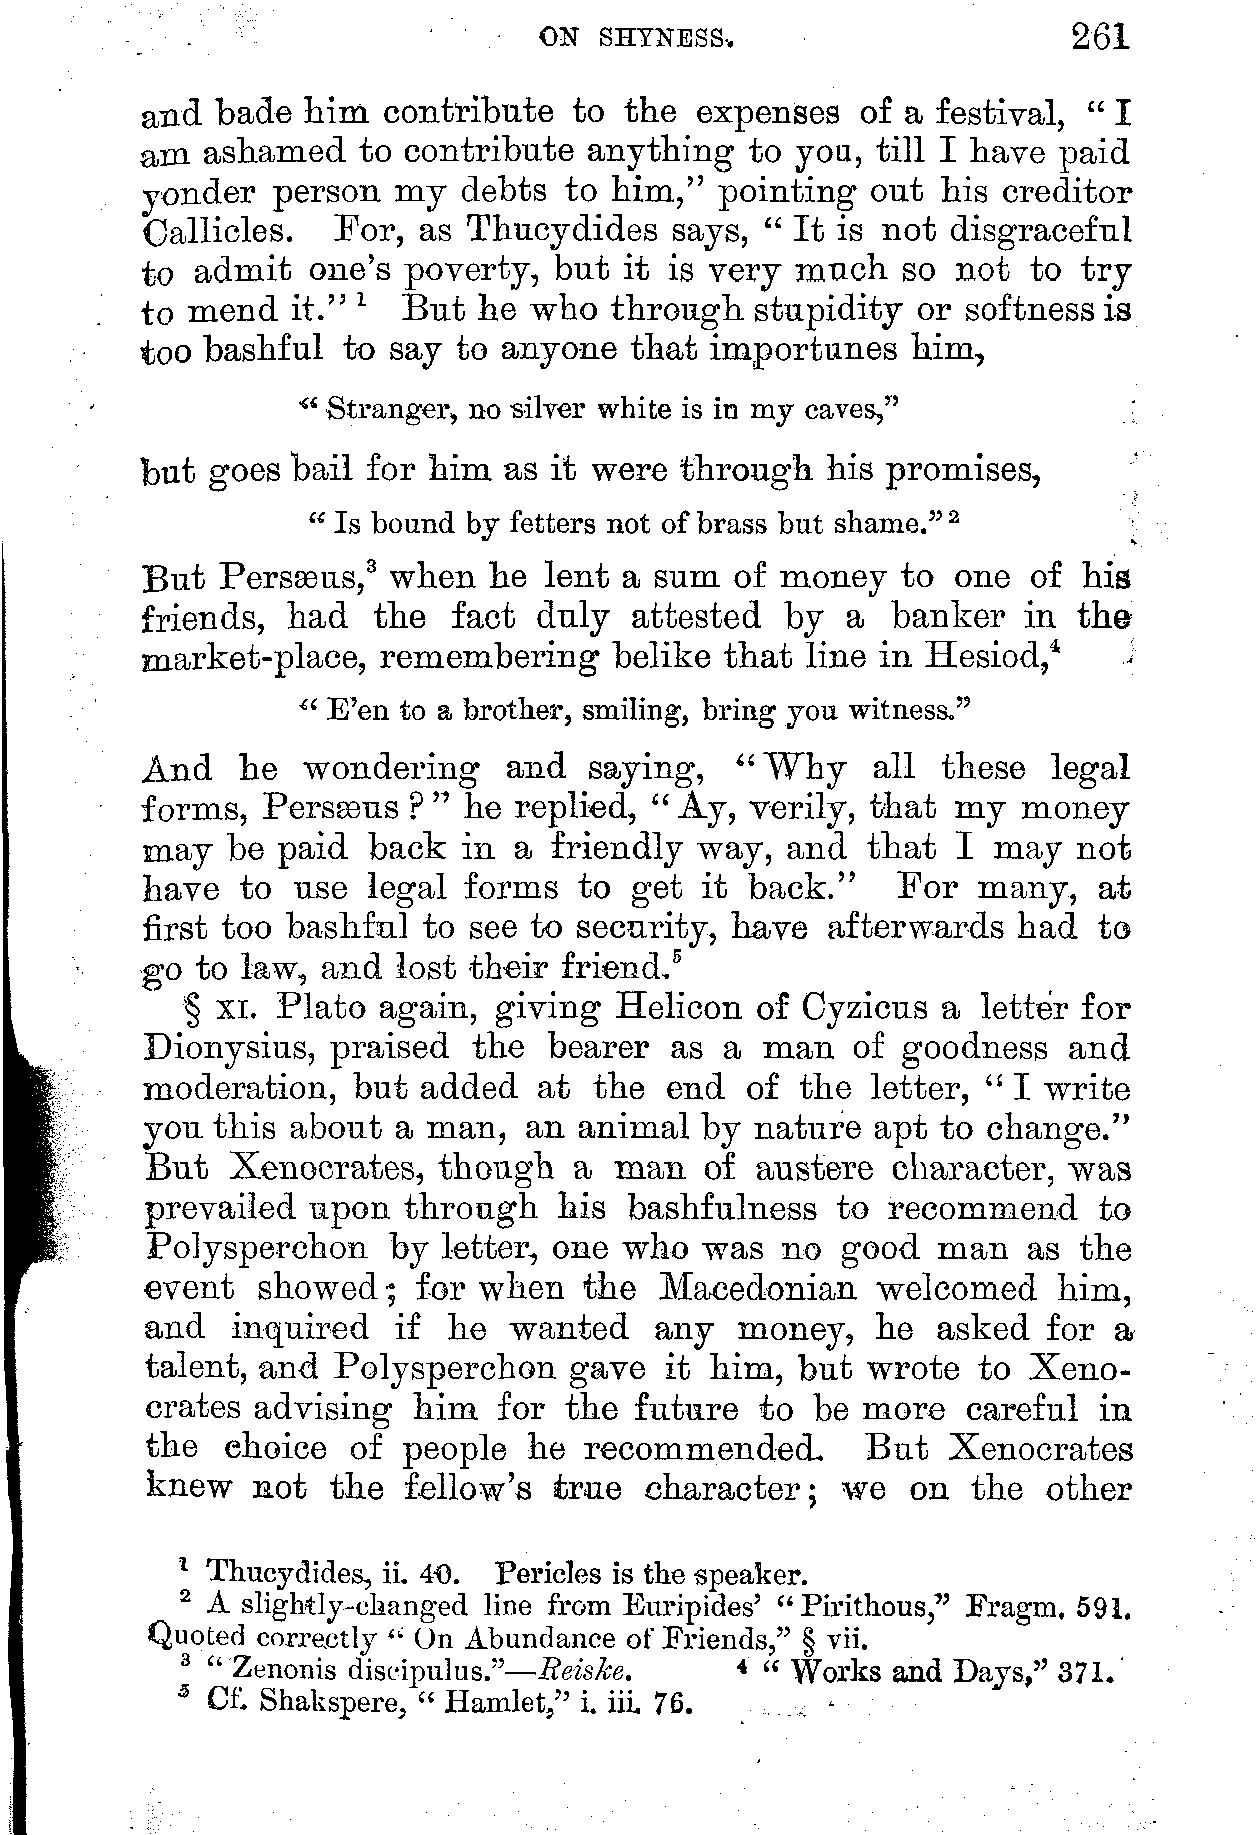 ON SHYNESS. 261
and bade him contribute to the expenses of a festival, “ I
am ashamed to contribute anything to you, till I have paid
yonder person my debts to him,” pointing out his creditor
Callicles. For, as Thucydides says, “ It is not disgraceful
to admit one’s poverty, but it is very much so not to try
to mend it.” ¹ But he who through stupidity or softness is
too bashful to say to anyone that importunes him,
“ Stranger, no silver white is in my caves,”
but goes bail for him as it were through his promises,
“ Is bound by fetters not of brass but shame.” ²
But Persæus,³ when he lent a sum of money to one of his
friends, had the fact duly attested by a banker in the
market-place, remembering belike that line in Hesiod,⁴
“ E’en to a brother, smiling, bring you witness.”
And he wondering and saying, “ Why all these legal
forms, Persæus ? ” he replied, “ Ay, verily, that my money
may be paid back in a friendly way, and that I may not
have to use legal forms to get it back.” For many, at
first too bashful to see to security, have afterwards had to
go to law, and lost their friend.⁵
§ XI. Plato again, giving Helicon of Cyzicus a letter for
Dionysius, praised the bearer as a man of goodness and
moderation, but added at the end of the letter, “ I write
you this about a man, an animal by nature apt to change.”
But Xenocrates, though a man of austere character, was
prevailed upon through his bashfulness to recommend to
Polysperchon by letter, one who was no good man as the
event showed; for when the Macedonian welcomed him,
and inquired if he wanted any money, he asked for a
talent, and Polysperchon gave it him, but wrote to Xeno-
crates advising him for the future to be more careful in
the choice of people he recommended. But Xenocrates
knew not the fellow’s true character; we on the other
¹ Thucydides, ii. 40. Pericles is the speaker.
² A slightly-changed line from Euripides’ “ Pirithous,” Fragm. 591.
Quoted correctly “ On Abundance of Friends,” § vii.
³ “ Zenonis discipulus.”—Reiske. ⁴ “ Works and Days,” 371.
⁵ Cf. Shakspere, “ Hamlet,” i. iii. 76.